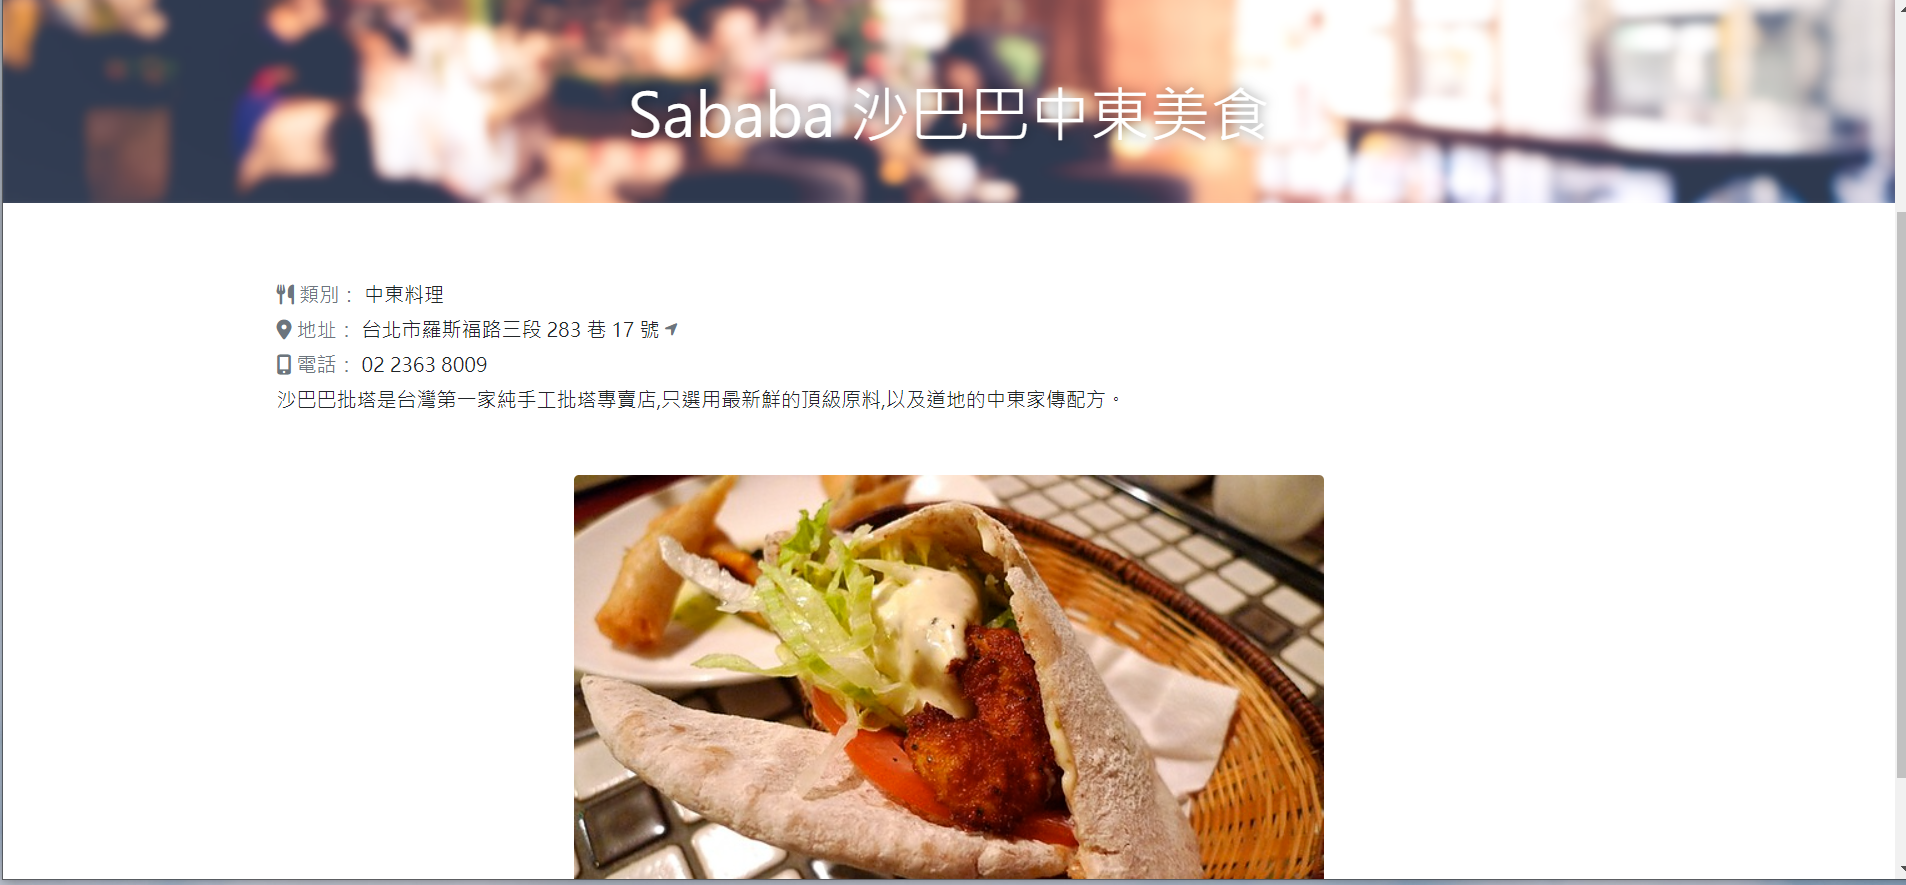 Sababa 沙巴巴中東美食
類別： 中東料理
地址： 台北市羅斯福路三段 283 巷 17 號
電話： 02 2363 8009
沙巴巴批塔是台灣第一家純手工批塔專賣店,只選用最新鮮的頂級原料,以及道地的中東家傳配方。